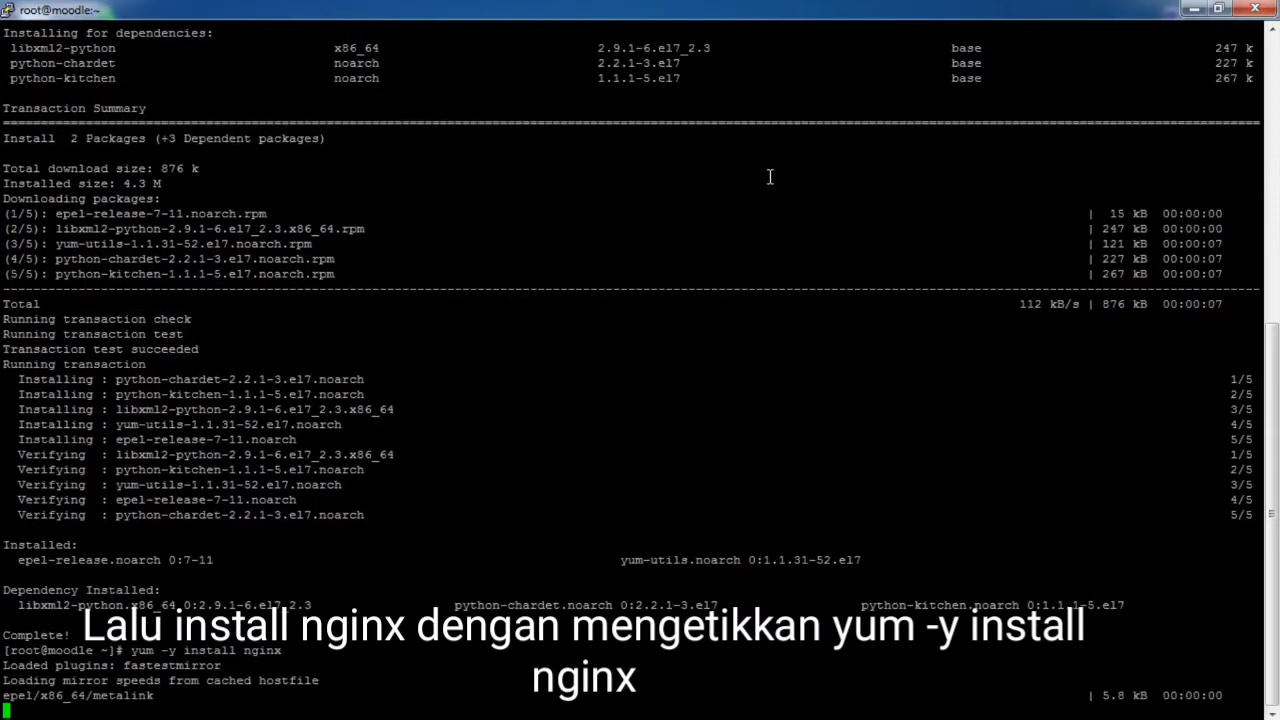 root@moodle:~
Installing for dependencies:
libxml2-python x86_64 2.9.1-6.el7_2.3 base 247 k
python-chardet noarch 2.2.1-3.el7 base 227 k
python-kitchen noarch 1.1.1-5.el7 base 267 k
Transaction Summary
Install 2 Packages (+3 Dependent packages)
Total download size: 876 k
Installed size: 4.3 M
Downloading packages:
(1/5): epel-release-7-11.noarch.rpm | 15 kB 00:00:00
(2/5): libxml2-python-2.9.1-6.el7_2.3.x86_64.rpm | 247 kB 00:00:00
(3/5): yum-utils-1.1.31-52.el7.noarch.rpm | 121 kB 00:00:07
(4/5): python-chardet-2.2.1-3.el7.noarch.rpm | 227 kB 00:00:07
(5/5): python-kitchen-1.1.1-5.el7.noarch.rpm | 267 kB 00:00:07
Total 112 kB/s | 876 kB 00:00:07
Running transaction check
Running transaction test
Transaction test succeeded
Running transaction
Installing : python-chardet-2.2.1-3.el7.noarch 1/5
Installing : python-kitchen-1.1.1-5.el7.noarch 2/5
Installing : libxml2-python-2.9.1-6.el7_2.3.x86_64 3/5
Installing : yum-utils-1.1.31-52.el7.noarch 4/5
Installing : epel-release-7-11.noarch 5/5
Verifying : libxml2-python-2.9.1-6.el7_2.3.x86_64 1/5
Verifying : python-kitchen-1.1.1-5.el7.noarch 2/5
Verifying : yum-utils-1.1.31-52.el7.noarch 3/5
Verifying : epel-release-7-11.noarch 4/5
Verifying : python-chardet-2.2.1-3.el7.noarch 5/5
Installed:
epel-release.noarch 0:7-11 yum-utils.noarch 0:1.1.31-52.el7
Dependency Installed:
libxml2-python.x86_64 0:2.9.1-6.el7_2.3 python-chardet.noarch 0:2.2.1-3.el7 python-kitchen.noarch 0:1.1.1-5.el7
Complete!
[root@moodle ~]# yum -y install nginx
Loaded plugins: fastestmirror
Loading mirror speeds from cached hostfile
epel/x86_64/metalink | 5.8 kB 00:00:00
Lalu install nginx dengan mengetikkan yum -y install
nginx